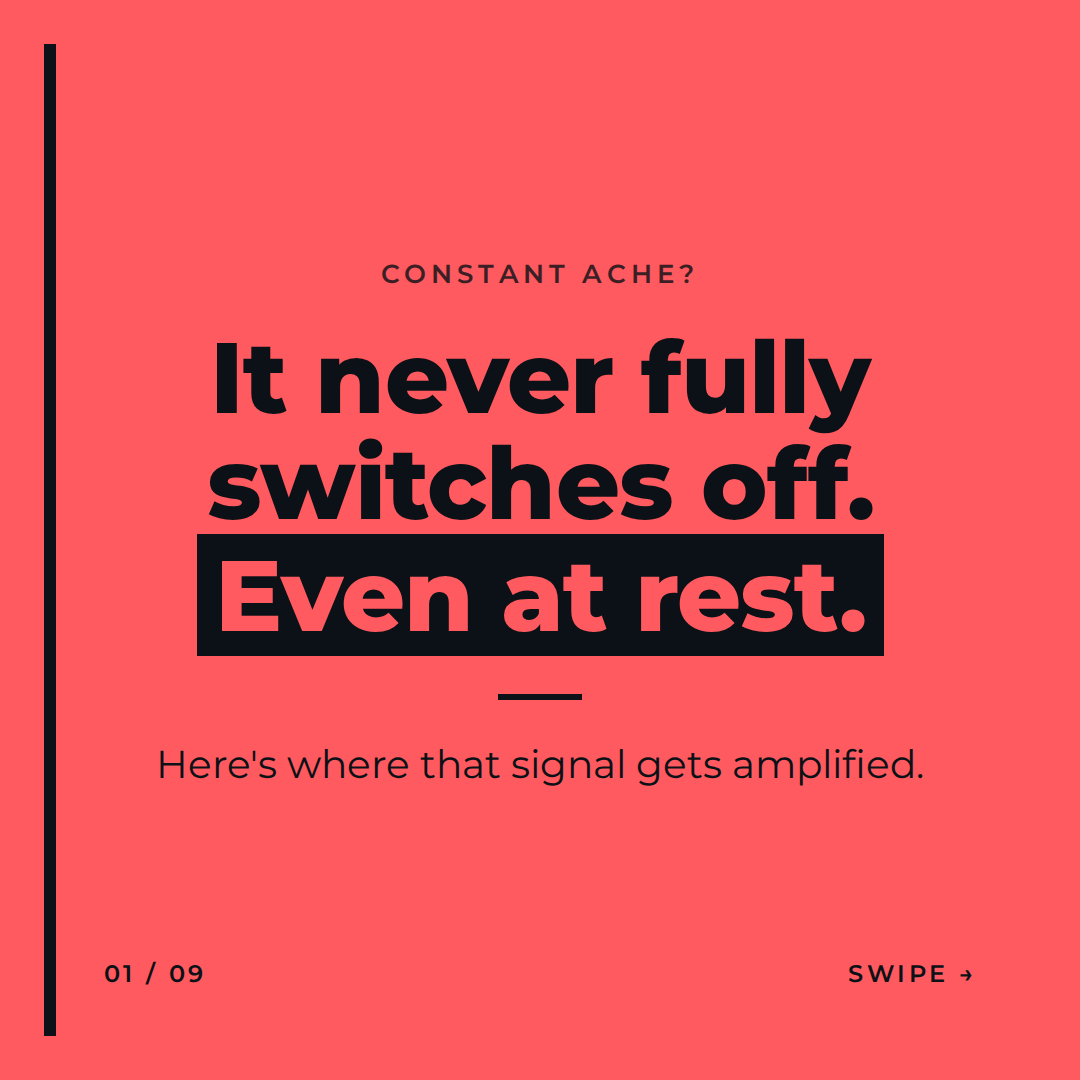 CONSTANT ACHE?
It never fully
switches off.
Even at rest.
Here's where that signal gets amplified.
01 / 09
SWIPE →